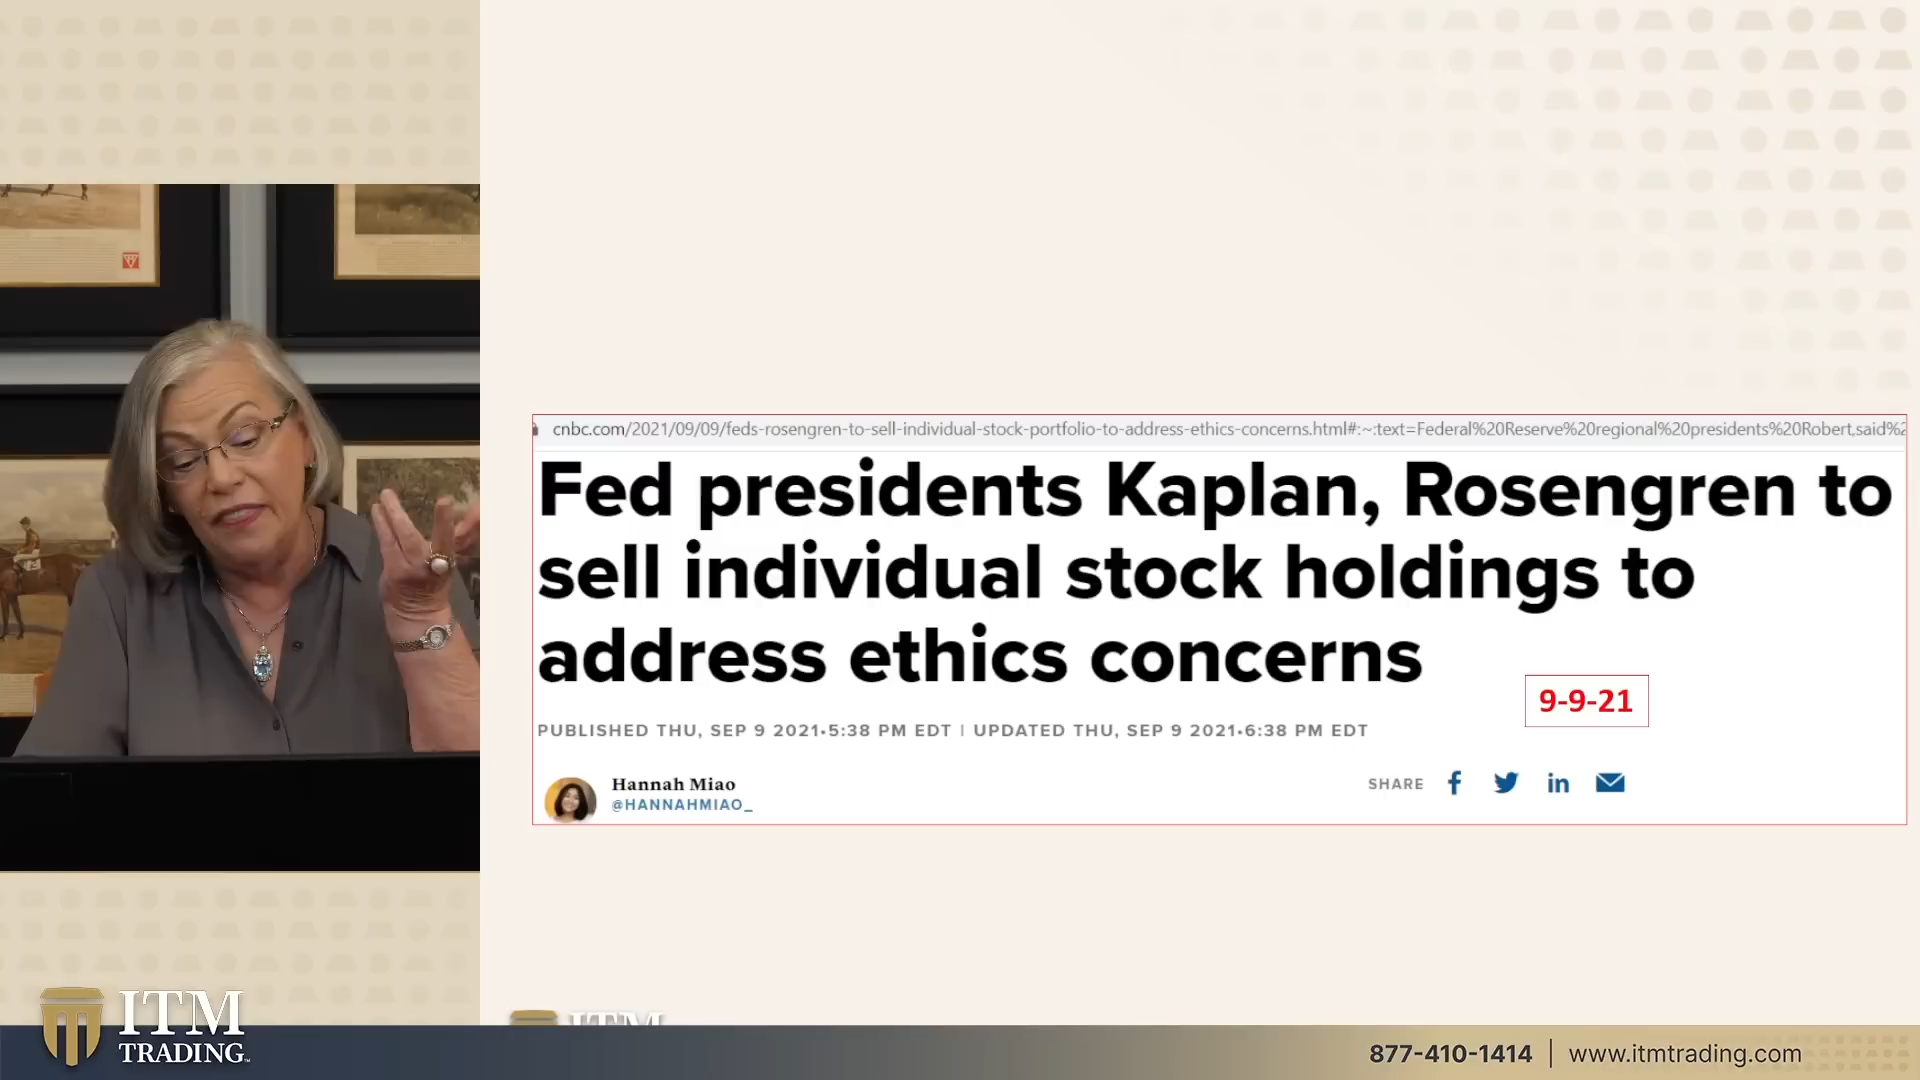 cnbc.com/2021/09/09/feds-rosengren-to-sell-individual-stock-portfolio-to-address-ethics-concerns.html#:~:text=Federal%20Reserve%20regional%20presidents%20Robert,said%2
Fed presidents Kaplan, Rosengren to
sell individual stock holdings to
address ethics concerns
9-9-21
PUBLISHED THU, SEP 9 2021•5:38 PM EDT | UPDATED THU, SEP 9 2021•6:38 PM EDT
Hannah Miao
@HANNAHMIAO_
SHARE
ITM
ITM
TRADING
877-410-1414 | www.itmtrading.com